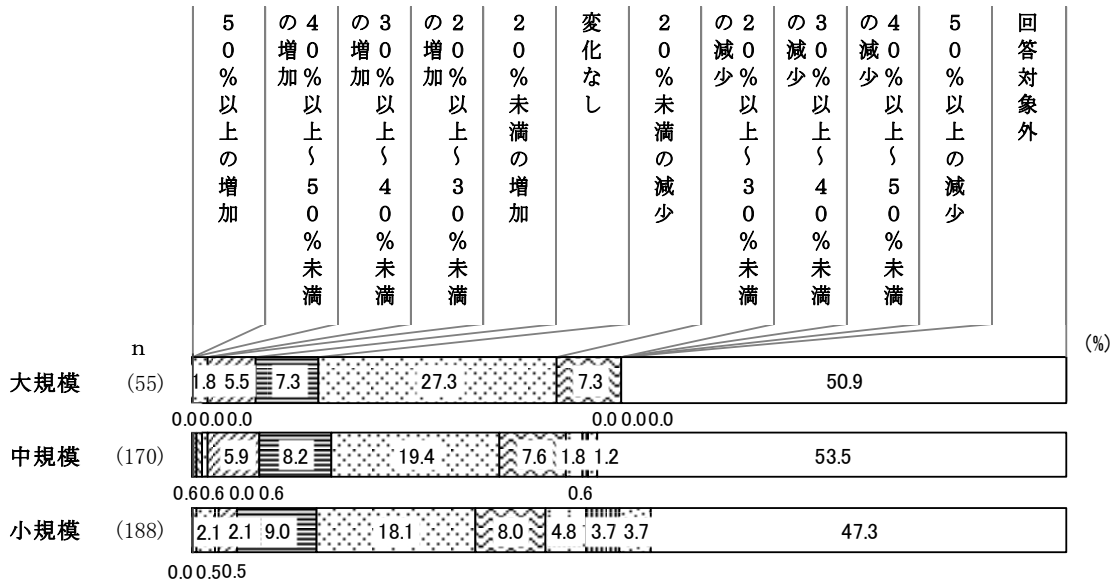 50%以上の増加
40%以上～50%未満の増加
30%以上～40%未満の増加
20%以上～30%未満の増加
20%未満の増加
変化なし
20%未満の減少
20%以上～30%未満の減少
30%以上～40%未満の減少
40%以上～50%未満の減少
50%以上の減少
回答対象外
n
(%)
大規模 (55) 1.8 5.5 7.3 27.3 7.3 50.9
0.0 0.0 0.0 0.0 0.0 0.0
中規模 (170) 5.9 8.2 19.4 7.6 1.8 1.2 53.5
0.6 0.6 0.0 0.6 0.6
小規模 (188) 2.1 2.1 9.0 18.1 8.0 4.8 3.7 3.7 47.3
0.0 0.5 0.5